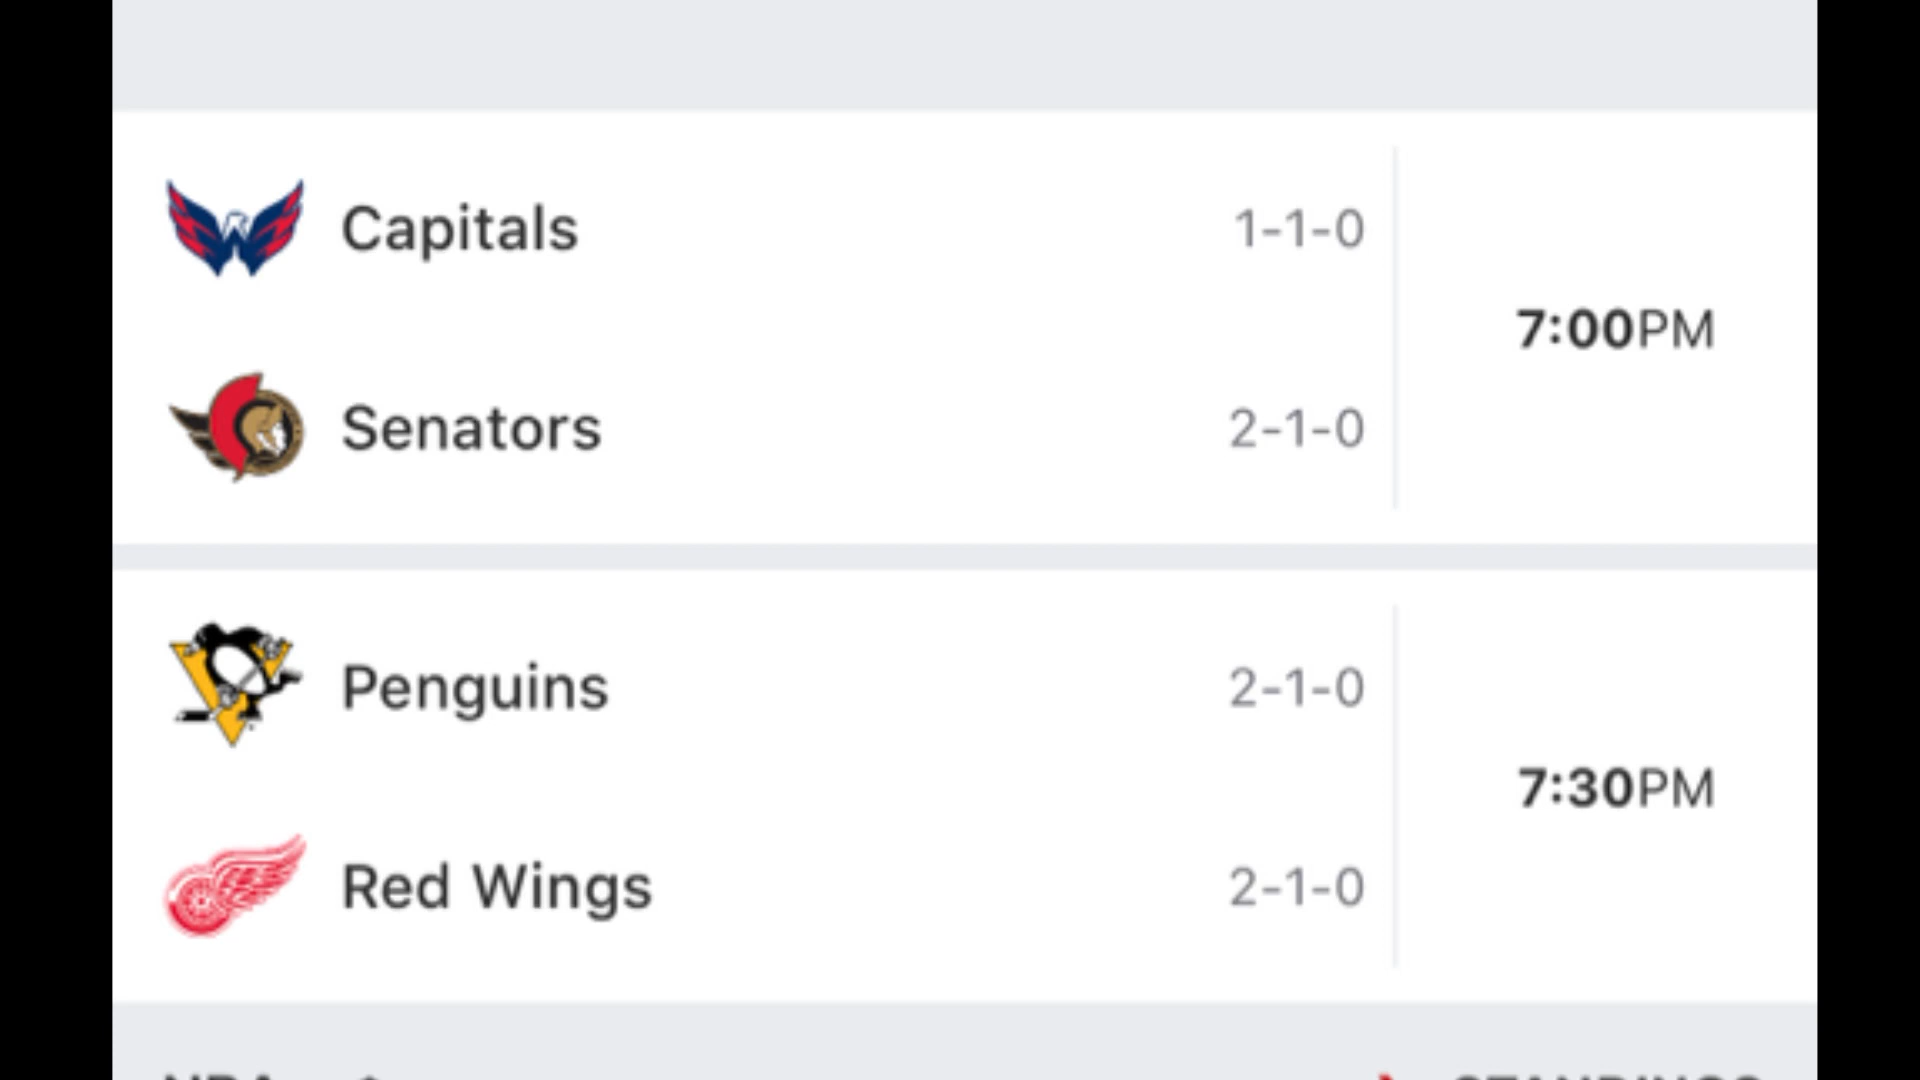 Capitals 1-1-0
7:00PM
Senators 2-1-0
Penguins 2-1-0
7:30PM
Red Wings 2-1-0
STANDINGS